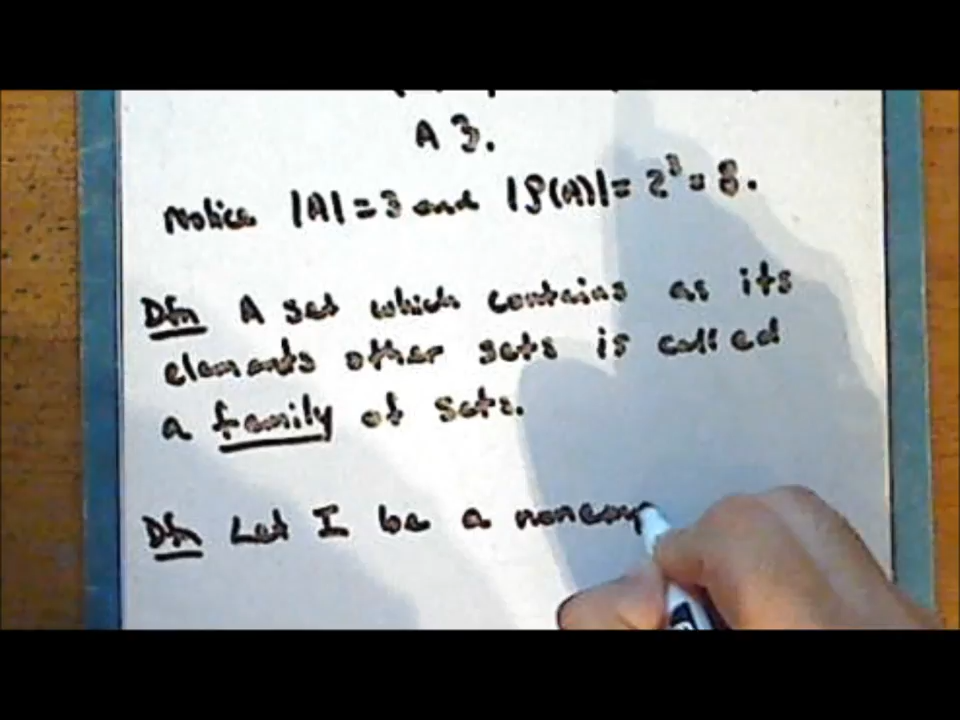 A }.
Notice |A| = 3 and |P(A)| = 2³ = 8.
Dfn A set which contains as its
elements other sets is called
a family of sets.
Dfn Let I be a nonemp